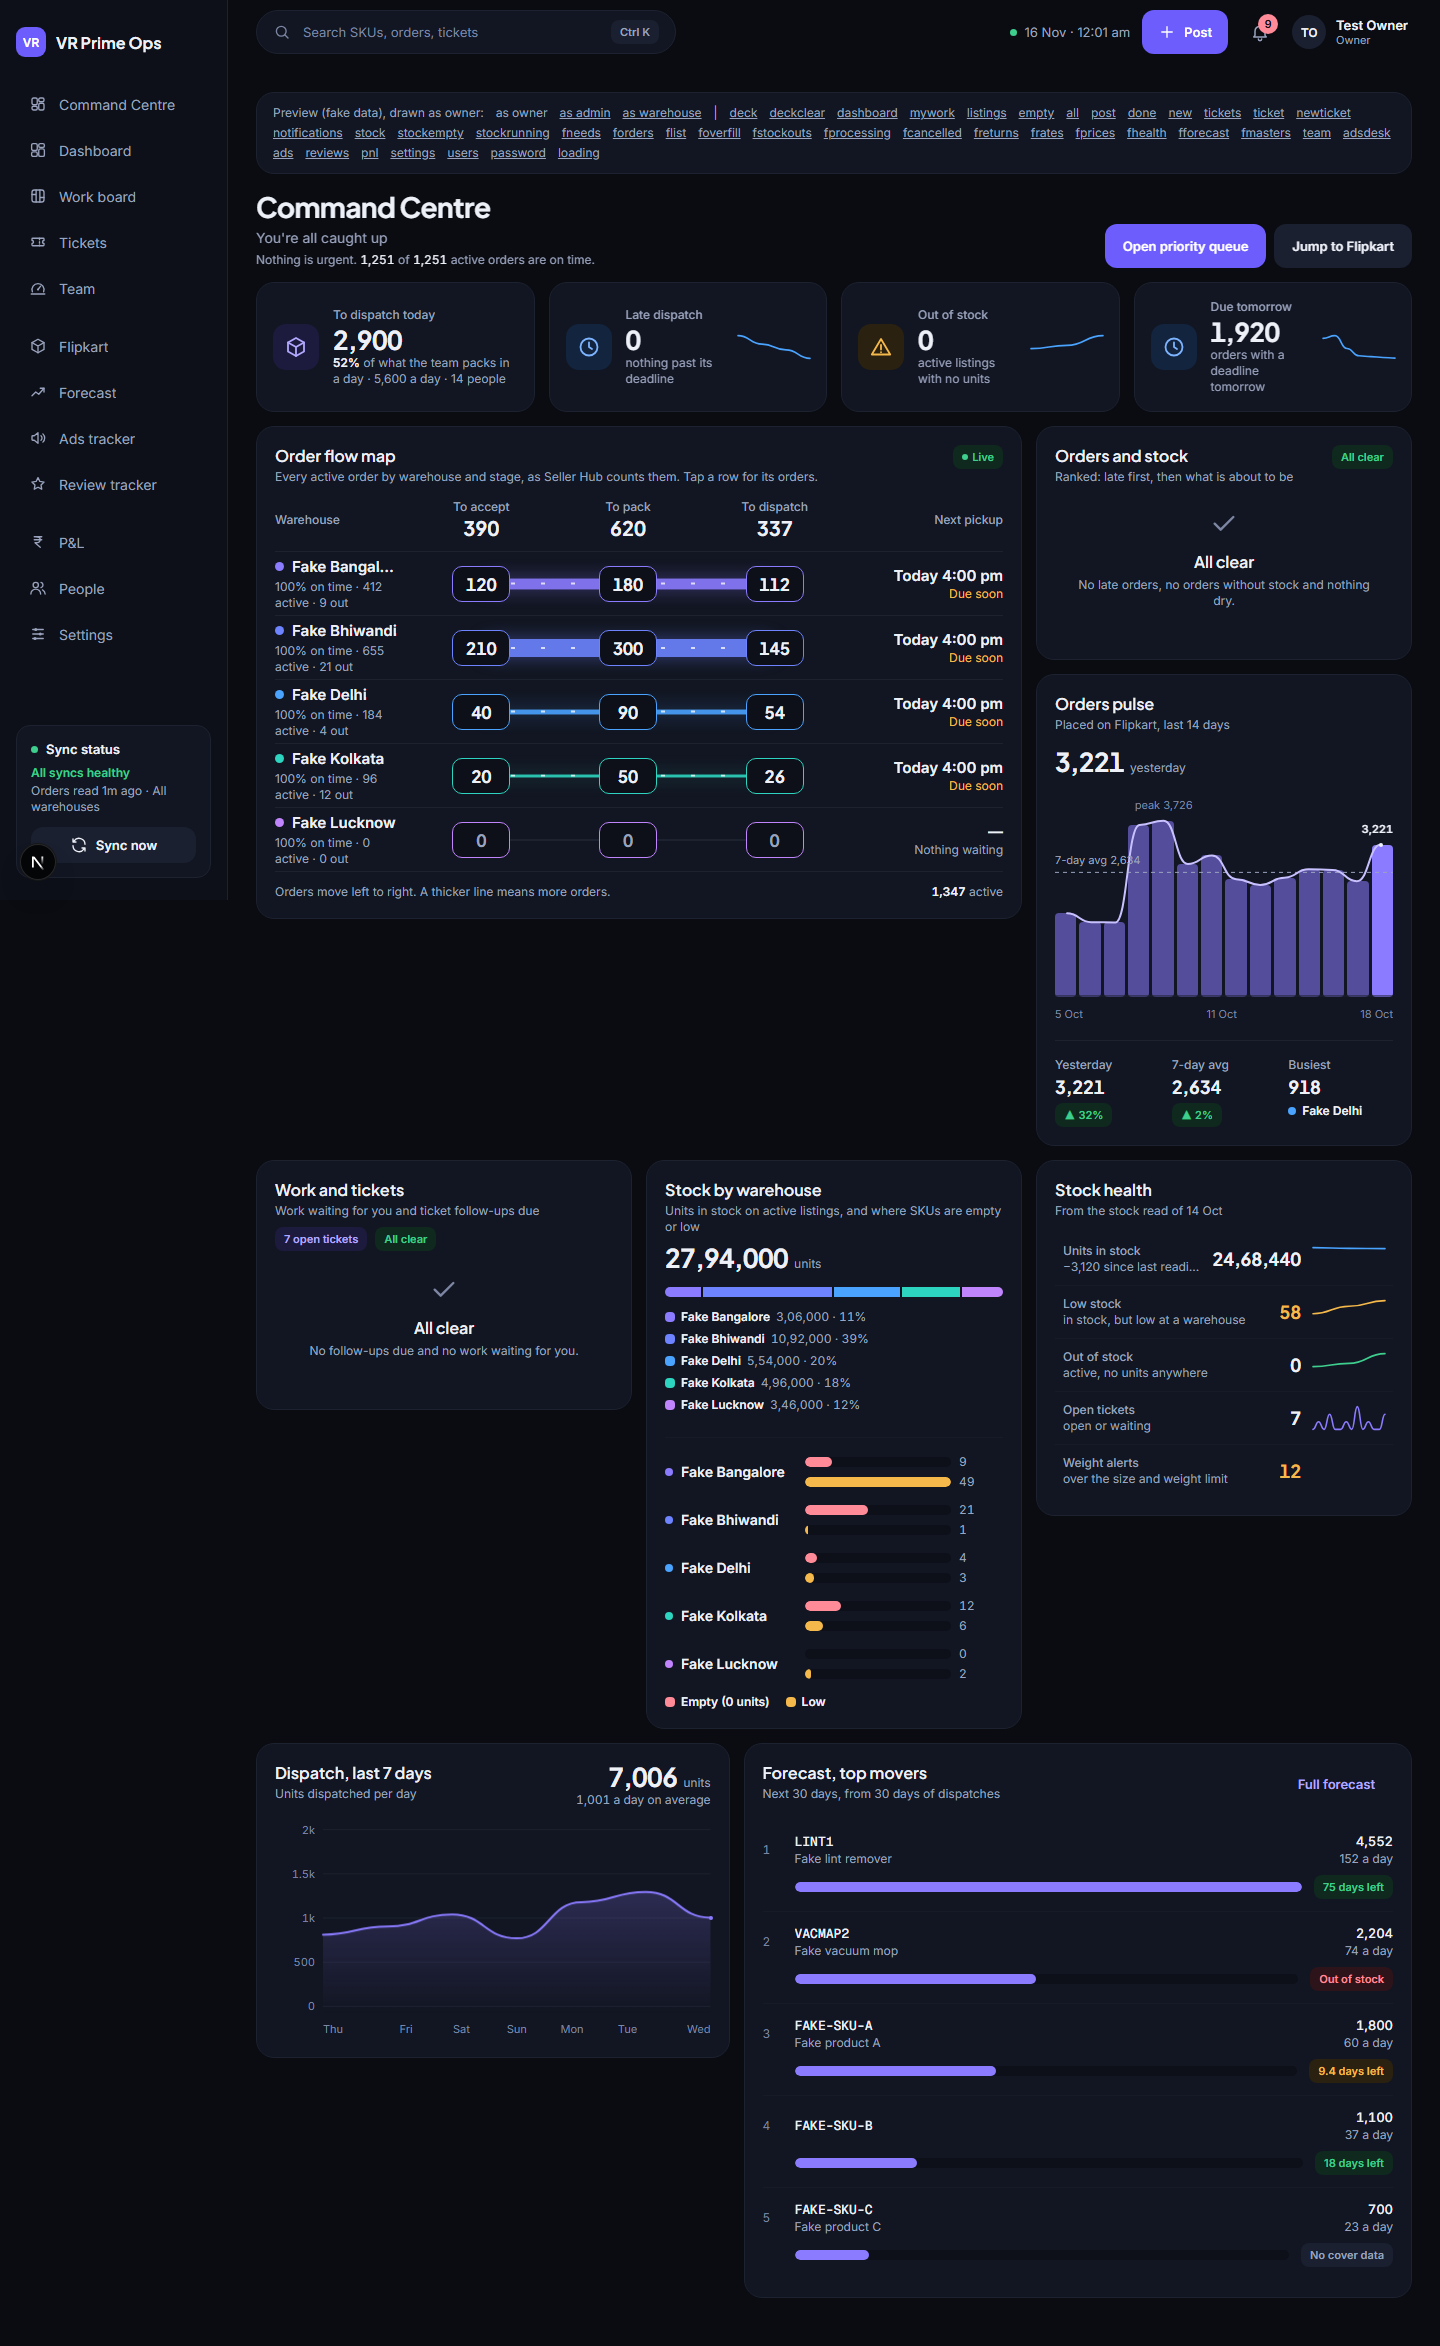 VR VR Prime Ops
Search SKUs, orders, tickets
Ctrl K
16 Nov · 12:01 am
Post
9
TO
Test Owner
Owner
Command Centre
Dashboard
Work board
Tickets
Team
Flipkart
Forecast
Ads tracker
Review tracker
P&L
People
Settings
Sync status
All syncs healthy
Orders read 1m ago · All
warehouses
Sync now
N
Preview (fake data), drawn as owner: as owner as admin as warehouse | deck deckclear dashboard mywork listings empty all post done new tickets ticket newticket
notifications stock stockempty stockrunning fneeds forders flist foverfill fstockouts fprocessing fcancelled freturns frates fprices fhealth fforecast fmasters team adsdesk
ads reviews pnl settings users password loading
Command Centre
You're all caught up
Nothing is urgent. 1,251 of 1,251 active orders are on time.
Open priority queue
Jump to Flipkart
To dispatch today
2,900
52% of what the team packs in
a day · 5,600 a day · 14 people
Late dispatch
0
nothing past its
deadline
Out of stock
0
active listings
with no units
Due tomorrow
1,920
orders with a
deadline
tomorrow
Order flow map
Live
Every active order by warehouse and stage, as Seller Hub counts them. Tap a row for its orders.
Warehouse
To accept
390
To pack
620
To dispatch
337
Next pickup
Fake Bangal...
100% on time · 412
active · 9 out
120 180 112
Today 4:00 pm
Due soon
Fake Bhiwandi
100% on time · 655
active · 21 out
210 300 145
Today 4:00 pm
Due soon
Fake Delhi
100% on time · 184
active · 4 out
40 90 54
Today 4:00 pm
Due soon
Fake Kolkata
100% on time · 96
active · 12 out
20 50 26
Today 4:00 pm
Due soon
Fake Lucknow
100% on time · 0
active · 0 out
0 0 0
—
Nothing waiting
Orders move left to right. A thicker line means more orders.
1,347 active
Orders and stock
All clear
Ranked: late first, then what is about to be
All clear
No late orders, no orders without stock and nothing
dry.
Orders pulse
Placed on Flipkart, last 14 days
3,221 yesterday
peak 3,726
3,221
7-day avg 2,634
5 Oct 11 Oct 18 Oct
Yesterday
3,221
▲ 32%
7-day avg
2,634
▲ 2%
Busiest
918
Fake Delhi
Work and tickets
Work waiting for you and ticket follow-ups due
7 open tickets
All clear
All clear
No follow-ups due and no work waiting for you.
Stock by warehouse
Units in stock on active listings, and where SKUs are empty
or low
27,94,000 units
Fake Bangalore 3,06,000 · 11%
Fake Bhiwandi 10,92,000 · 39%
Fake Delhi 5,54,000 · 20%
Fake Kolkata 4,96,000 · 18%
Fake Lucknow 3,46,000 · 12%
Fake Bangalore
9
49
Fake Bhiwandi
21
1
Fake Delhi
4
3
Fake Kolkata
12
6
Fake Lucknow
0
2
Empty (0 units) Low
Stock health
From the stock read of 14 Oct
Units in stock
−3,120 since last readi...
24,68,440
Low stock
in stock, but low at a warehouse
58
Out of stock
active, no units anywhere
0
Open tickets
open or waiting
7
Weight alerts
over the size and weight limit
12
Dispatch, last 7 days
Units dispatched per day
7,006 units
1,001 a day on average
2k
1.5k
1k
500
0
Thu Fri Sat Sun Mon Tue Wed
Forecast, top movers
Next 30 days, from 30 days of dispatches
Full forecast
1
LINT1
Fake lint remover
4,552
152 a day
75 days left
2
VACMAP2
Fake vacuum mop
2,204
74 a day
Out of stock
3
FAKE-SKU-A
Fake product A
1,800
60 a day
9.4 days left
4
FAKE-SKU-B
1,100
37 a day
18 days left
5
FAKE-SKU-C
Fake product C
700
23 a day
No cover data